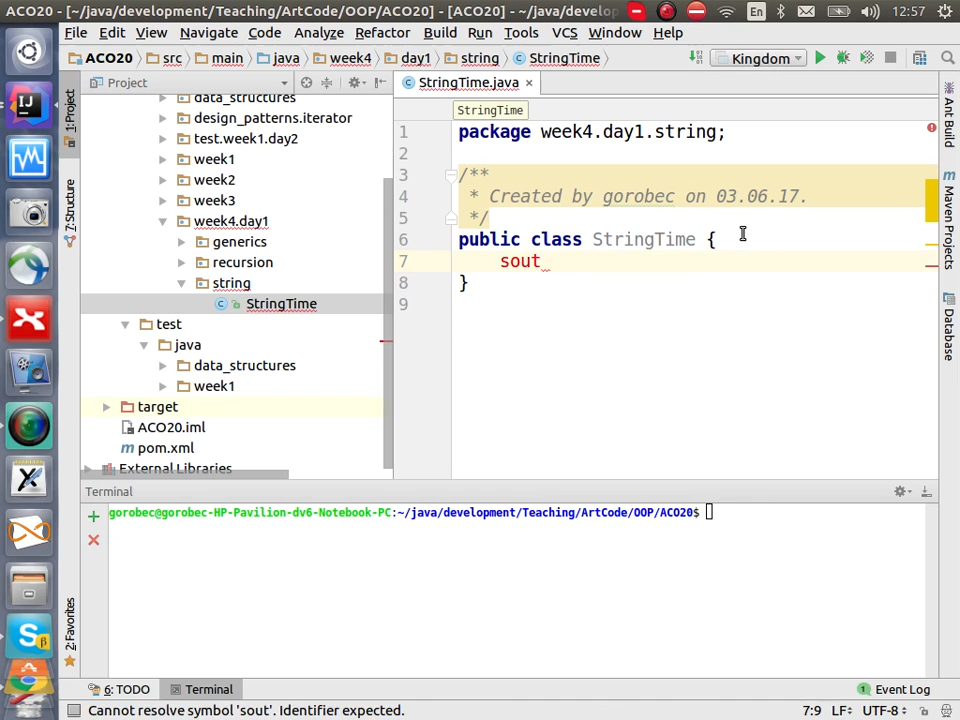 ACO20 - [~/java/development/Teaching/ArtCode/OOP/ACO20] - [ACO20] - [~/java/develop
En
12:57
File Edit View Navigate Code Analyze Refactor Build Run Tools VCS Window Help
ACO20 src main java week4 day1 string StringTime Kingdom
Project
StringTime.java
StringTime
1: Project
7: Structure
2: Favorites
data_structures
design_patterns.iterator
test.week1.day2
week1
week2
week3
week4.day1
generics
recursion
string
StringTime
test
java
data_structures
week1
target
ACO20.iml
pom.xml
External Libraries
1 package week4.day1.string;
2
3 /**
4 * Created by gorobec on 03.06.17.
5 */
6 public class StringTime {
7 sout
8 }
9
Ant Build
Maven Projects
Database
Terminal
gorobec@gorobec-HP-Pavilion-dv6-Notebook-PC:~/java/development/Teaching/ArtCode/OOP/ACO20$
6: TODO Terminal 1 Event Log
Cannot resolve symbol 'sout'. Identifier expected. 7:9 LF÷ UTF-8÷